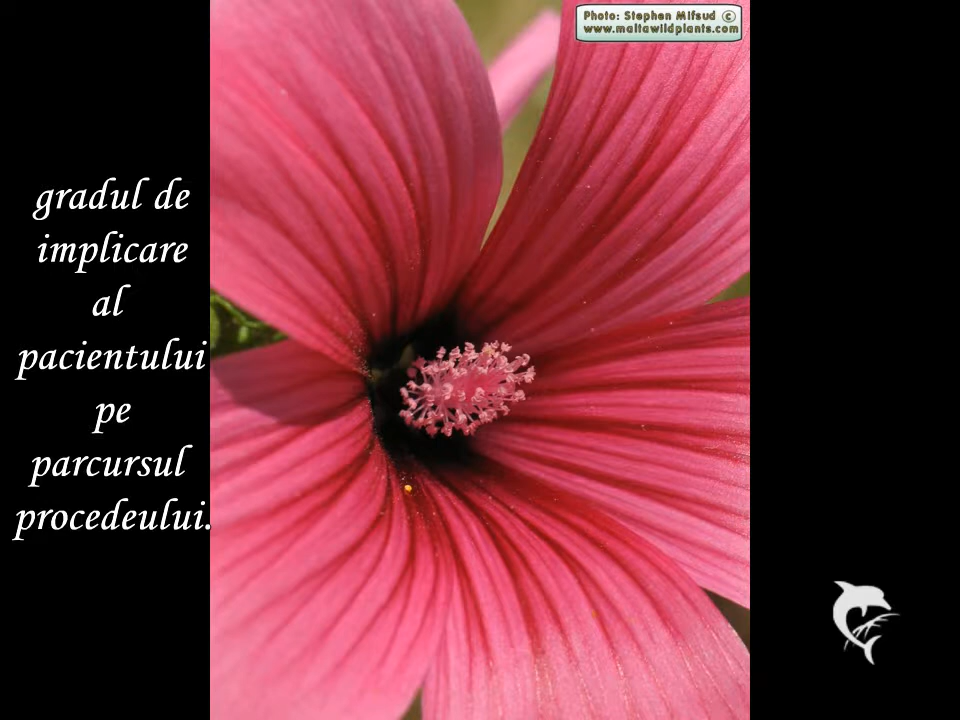 Photo: Stephen Mifsud ©
www.maltawildplants.com
gradul de
implicare
al
pacientului
pe
parcursul
procedeului.